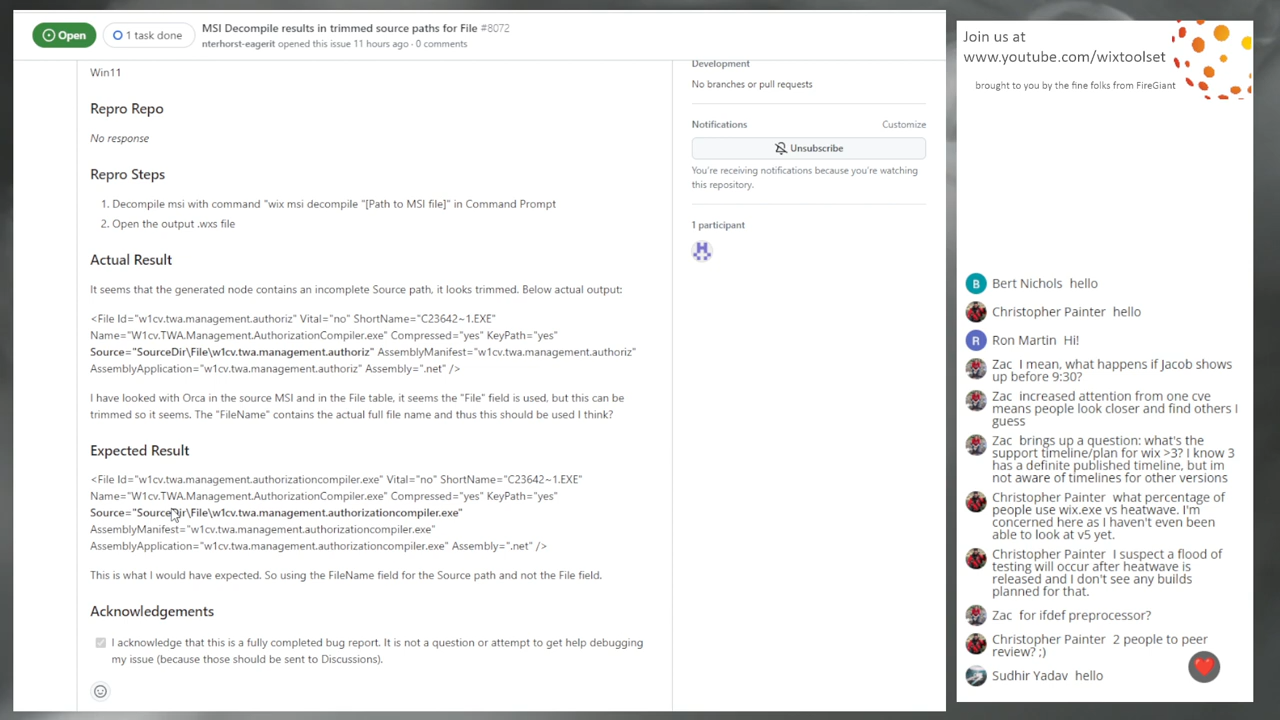 Open
1 task done
MSI Decompile results in trimmed source paths for File #8072
nterhorst-eagerit opened this issue 11 hours ago · 0 comments
Win11
Repro Repo
No response
Repro Steps
1. Decompile msi with command "wix msi decompile "[Path to MSI file]" in Command Prompt
2. Open the output .wxs file
Actual Result
It seems that the generated node contains an incomplete Source path, it looks trimmed. Below actual output:
<File Id="w1cv.twa.management.authoriz" Vital="no" ShortName="C23642~1.EXE"
Name="W1cv.TWA.Management.AuthorizationCompiler.exe" Compressed="yes" KeyPath="yes"
Source="SourceDir\File\w1cv.twa.management.authoriz" AssemblyManifest="w1cv.twa.management.authoriz"
AssemblyApplication="w1cv.twa.management.authoriz" Assembly=".net" />
I have looked with Orca in the source MSI and in the File table, it seems the "File" field is used, but this can be
trimmed so it seems. The "FileName" contains the actual full file name and thus this should be used I think?
Expected Result
<File Id="w1cv.twa.management.authorizationcompiler.exe" Vital="no" ShortName="C23642~1.EXE"
Name="W1cv.TWA.Management.AuthorizationCompiler.exe" Compressed="yes" KeyPath="yes"
Source="SourceDir\File\w1cv.twa.management.authorizationcompiler.exe"
AssemblyManifest="w1cv.twa.management.authorizationcompiler.exe"
AssemblyApplication="w1cv.twa.management.authorizationcompiler.exe" Assembly=".net" />
This is what I would have expected. So using the FileName field for the Source path and not the File field.
Acknowledgements
I acknowledge that this is a fully completed bug report. It is not a question or attempt to get help debugging
my issue (because those should be sent to Discussions).
Development
No branches or pull requests
Notifications
Customize
Unsubscribe
You're receiving notifications because you're watching
this repository.
1 participant
Join us at
www.youtube.com/wixtoolset
brought to you by the fine folks from FireGiant
B
Bert Nichols hello
Christopher Painter hello
R
Ron Martin Hi!
Zac I mean, what happens if Jacob shows
up before 9:30?
Zac increased attention from one cve
means people look closer and find others I
guess
Zac brings up a question: what's the
support timeline/plan for wix >3? I know 3
has a definite published timeline, but im
not aware of timelines for other versions
Christopher Painter what percentage of
people use wix.exe vs heatwave. I'm
concerned here as I haven't even been
able to look at v5 yet.
Christopher Painter I suspect a flood of
testing will occur after heatwave is
released and I don't see any builds
planned for that.
Zac for ifdef preprocessor?
Christopher Painter 2 people to peer
review? ;)
Sudhir Yadav hello